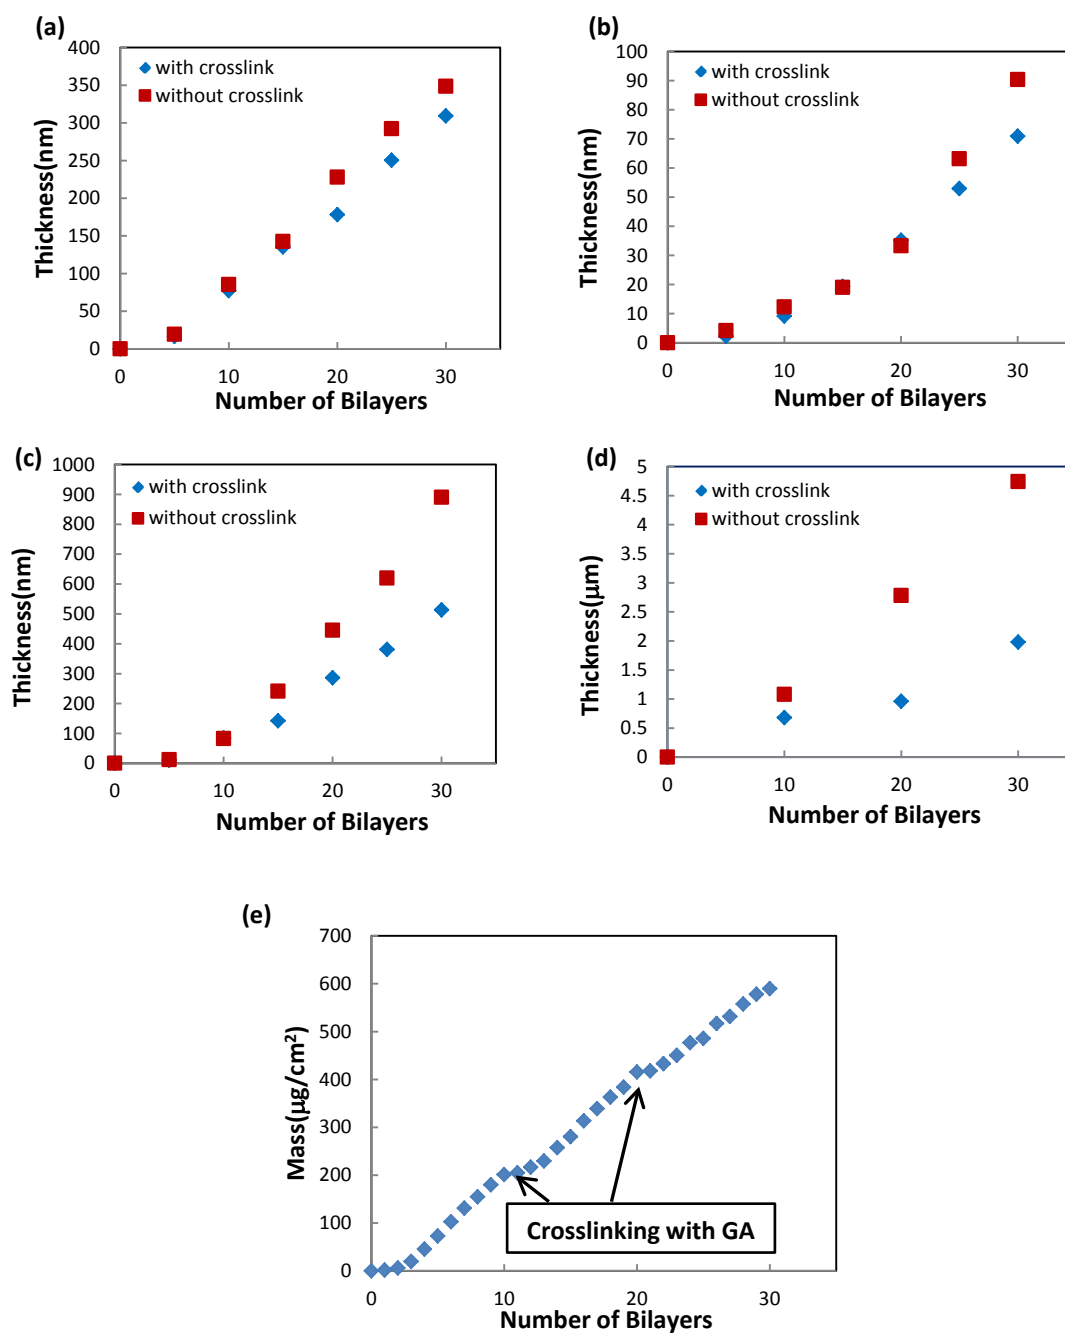 (a)
400
350
300
250
200
150
100
50
0
Thickness(nm)
with crosslink
without crosslink
0 10 20 30
Number of Bilayers
(b)
100
90
80
70
60
50
40
30
20
10
0
Thickness(nm)
with crosslink
without crosslink
0 10 20 30
Number of Bilayers
(c)
1000
900
800
700
600
500
400
300
200
100
0
Thickness(nm)
with crosslink
without crosslink
0 10 20 30
Number of Bilayers
(d)
5
4.5
4
3.5
3
2.5
2
1.5
1
0.5
0
Thickness(μm)
with crosslink
without crosslink
0 10 20 30
Number of Bilayers
(e)
700
600
500
400
300
200
100
0
Mass(μg/cm²)
Crosslinking with GA
0 10 20 30
Number of Bilayers